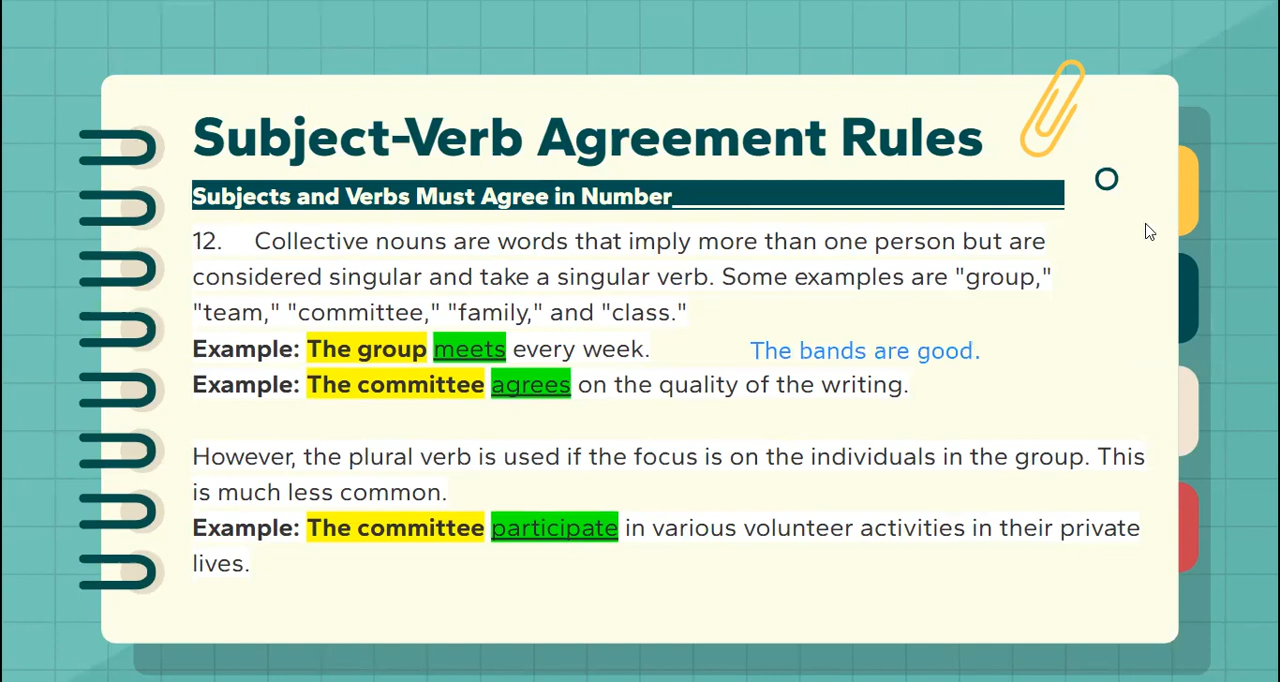 Subject-Verb Agreement Rules
Subjects and Verbs Must Agree in Number
12. Collective nouns are words that imply more than one person but are
considered singular and take a singular verb. Some examples are "group,"
"team," "committee," "family," and "class."
Example: The group meets every week.
The bands are good.
Example: The committee agrees on the quality of the writing.
However, the plural verb is used if the focus is on the individuals in the group. This
is much less common.
Example: The committee participate in various volunteer activities in their private
lives.